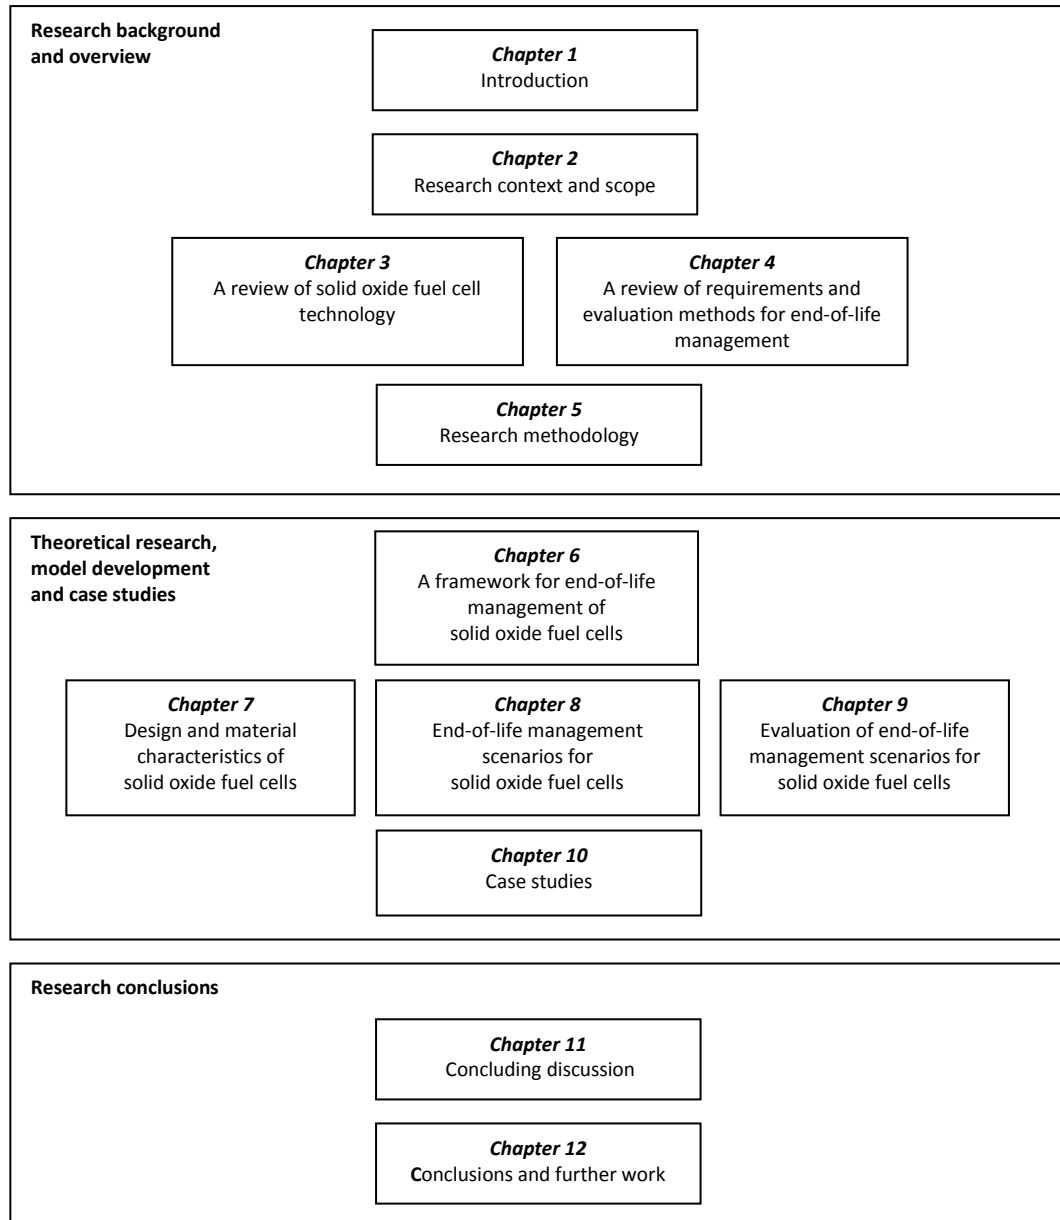 Research background
and overview
Chapter 1
Introduction
Chapter 2
Research context and scope
Chapter 3
A review of solid oxide fuel cell
technology
Chapter 4
A review of requirements and
evaluation methods for end-of-life
management
Chapter 5
Research methodology
Theoretical research,
model development
and case studies
Chapter 6
A framework for end-of-life
management of
solid oxide fuel cells
Chapter 7
Design and material
characteristics of
solid oxide fuel cells
Chapter 8
End-of-life management
scenarios for
solid oxide fuel cells
Chapter 9
Evaluation of end-of-life
management scenarios for
solid oxide fuel cells
Chapter 10
Case studies
Research conclusions
Chapter 11
Concluding discussion
Chapter 12
Conclusions and further work